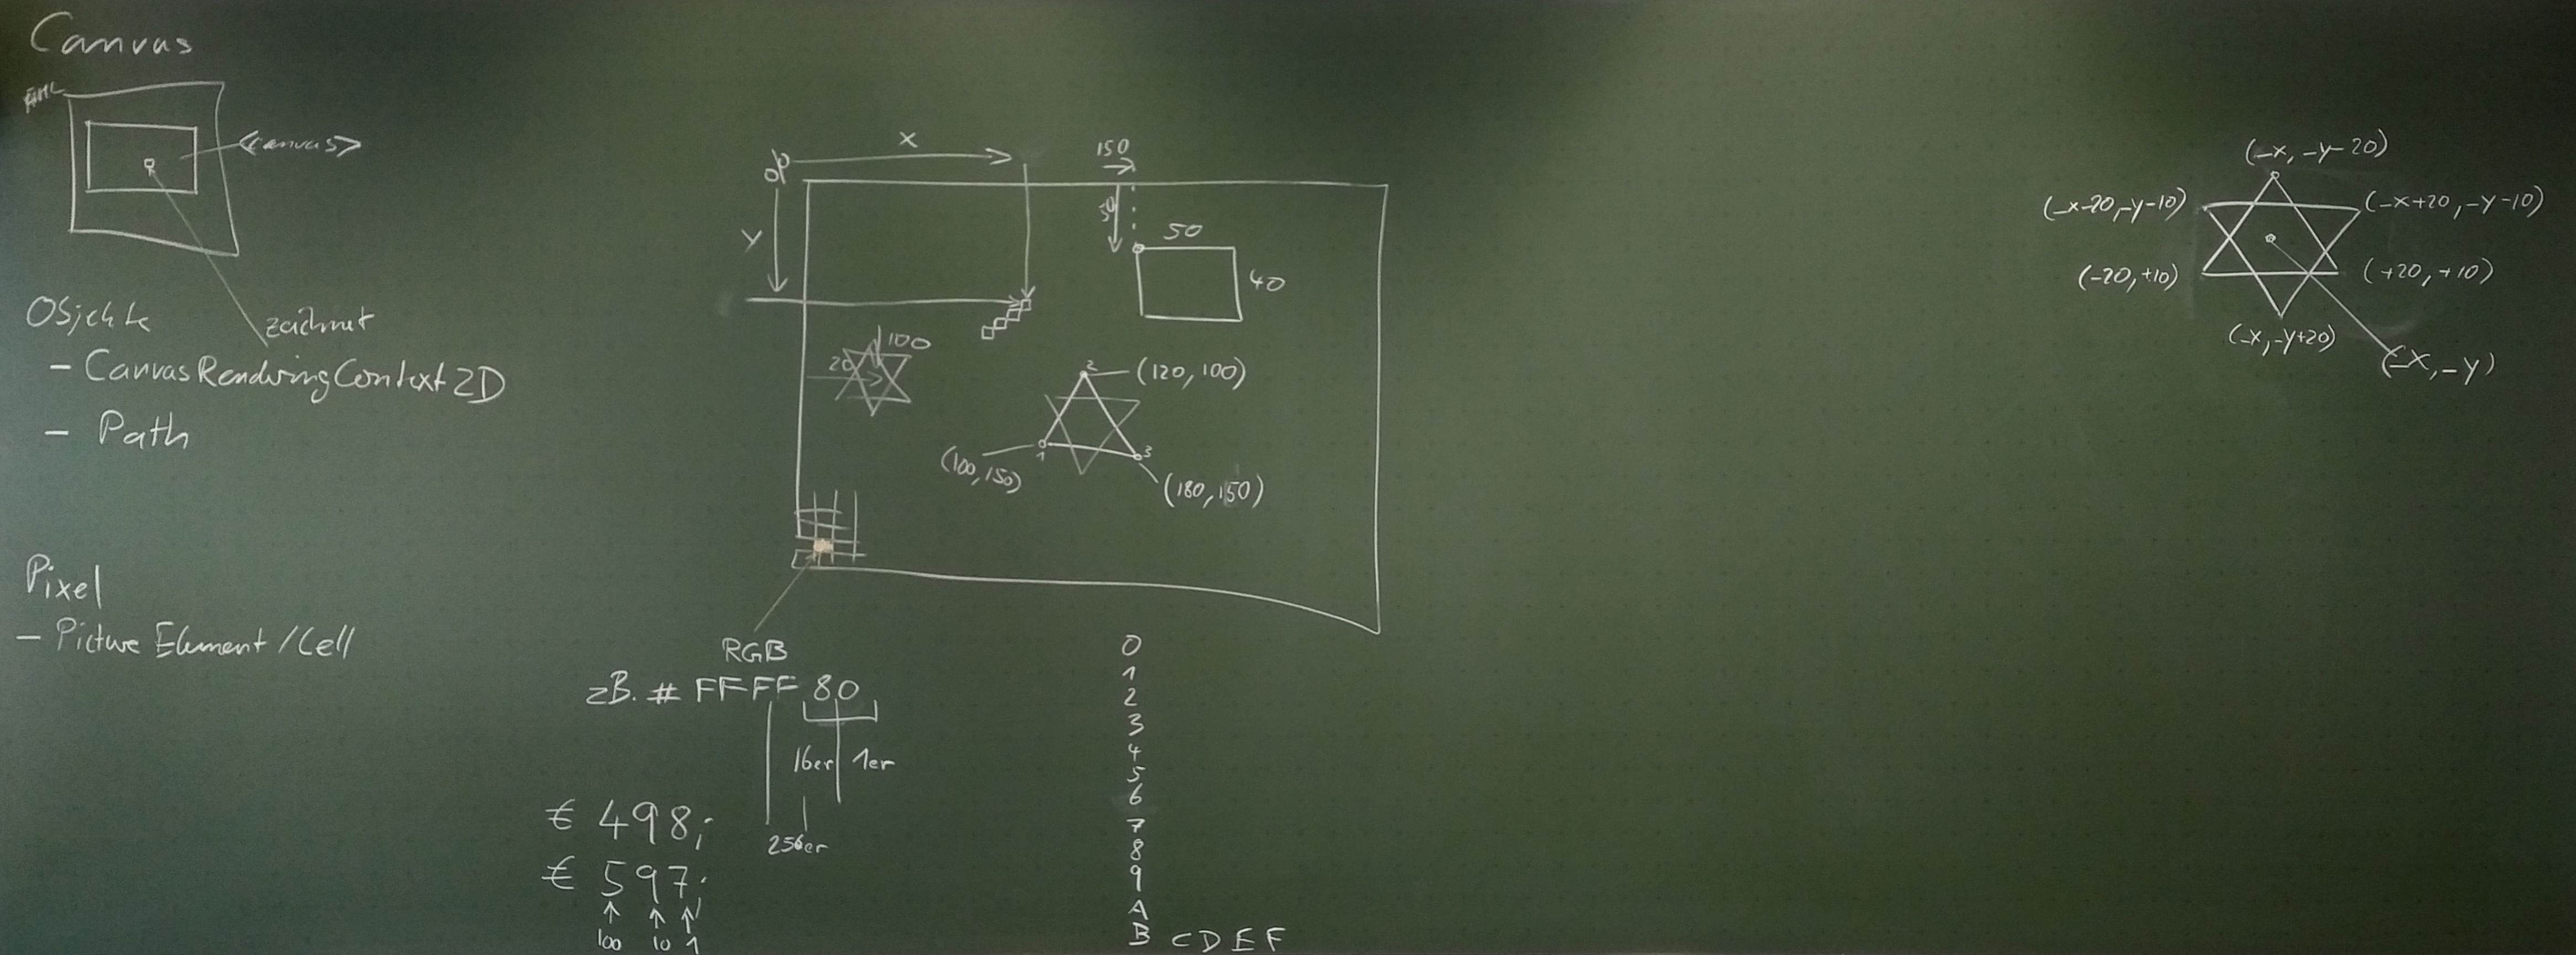 Canvas
HTML
<canvas>
Objekte
zeichnet
- CanvasRenderingContext2D
- Path
Pixel
- Picture Element / Cell
x
0
y
150
50
50
40
100
20
2
(120, 100)
1
(100, 150)
3
(180, 150)
RGB
zB. # FFFF 80
16er
1er
256er
€ 498,-
€ 597,-
100
10
1
0
1
2
3
4
5
6
7
8
9
A
B C D E F
(-x, -y-20)
(-x-20, -y-10)
(-x+20, -y-10)
(-20, +10)
(+20, +10)
(-x, -y+20)
(-x, -y)